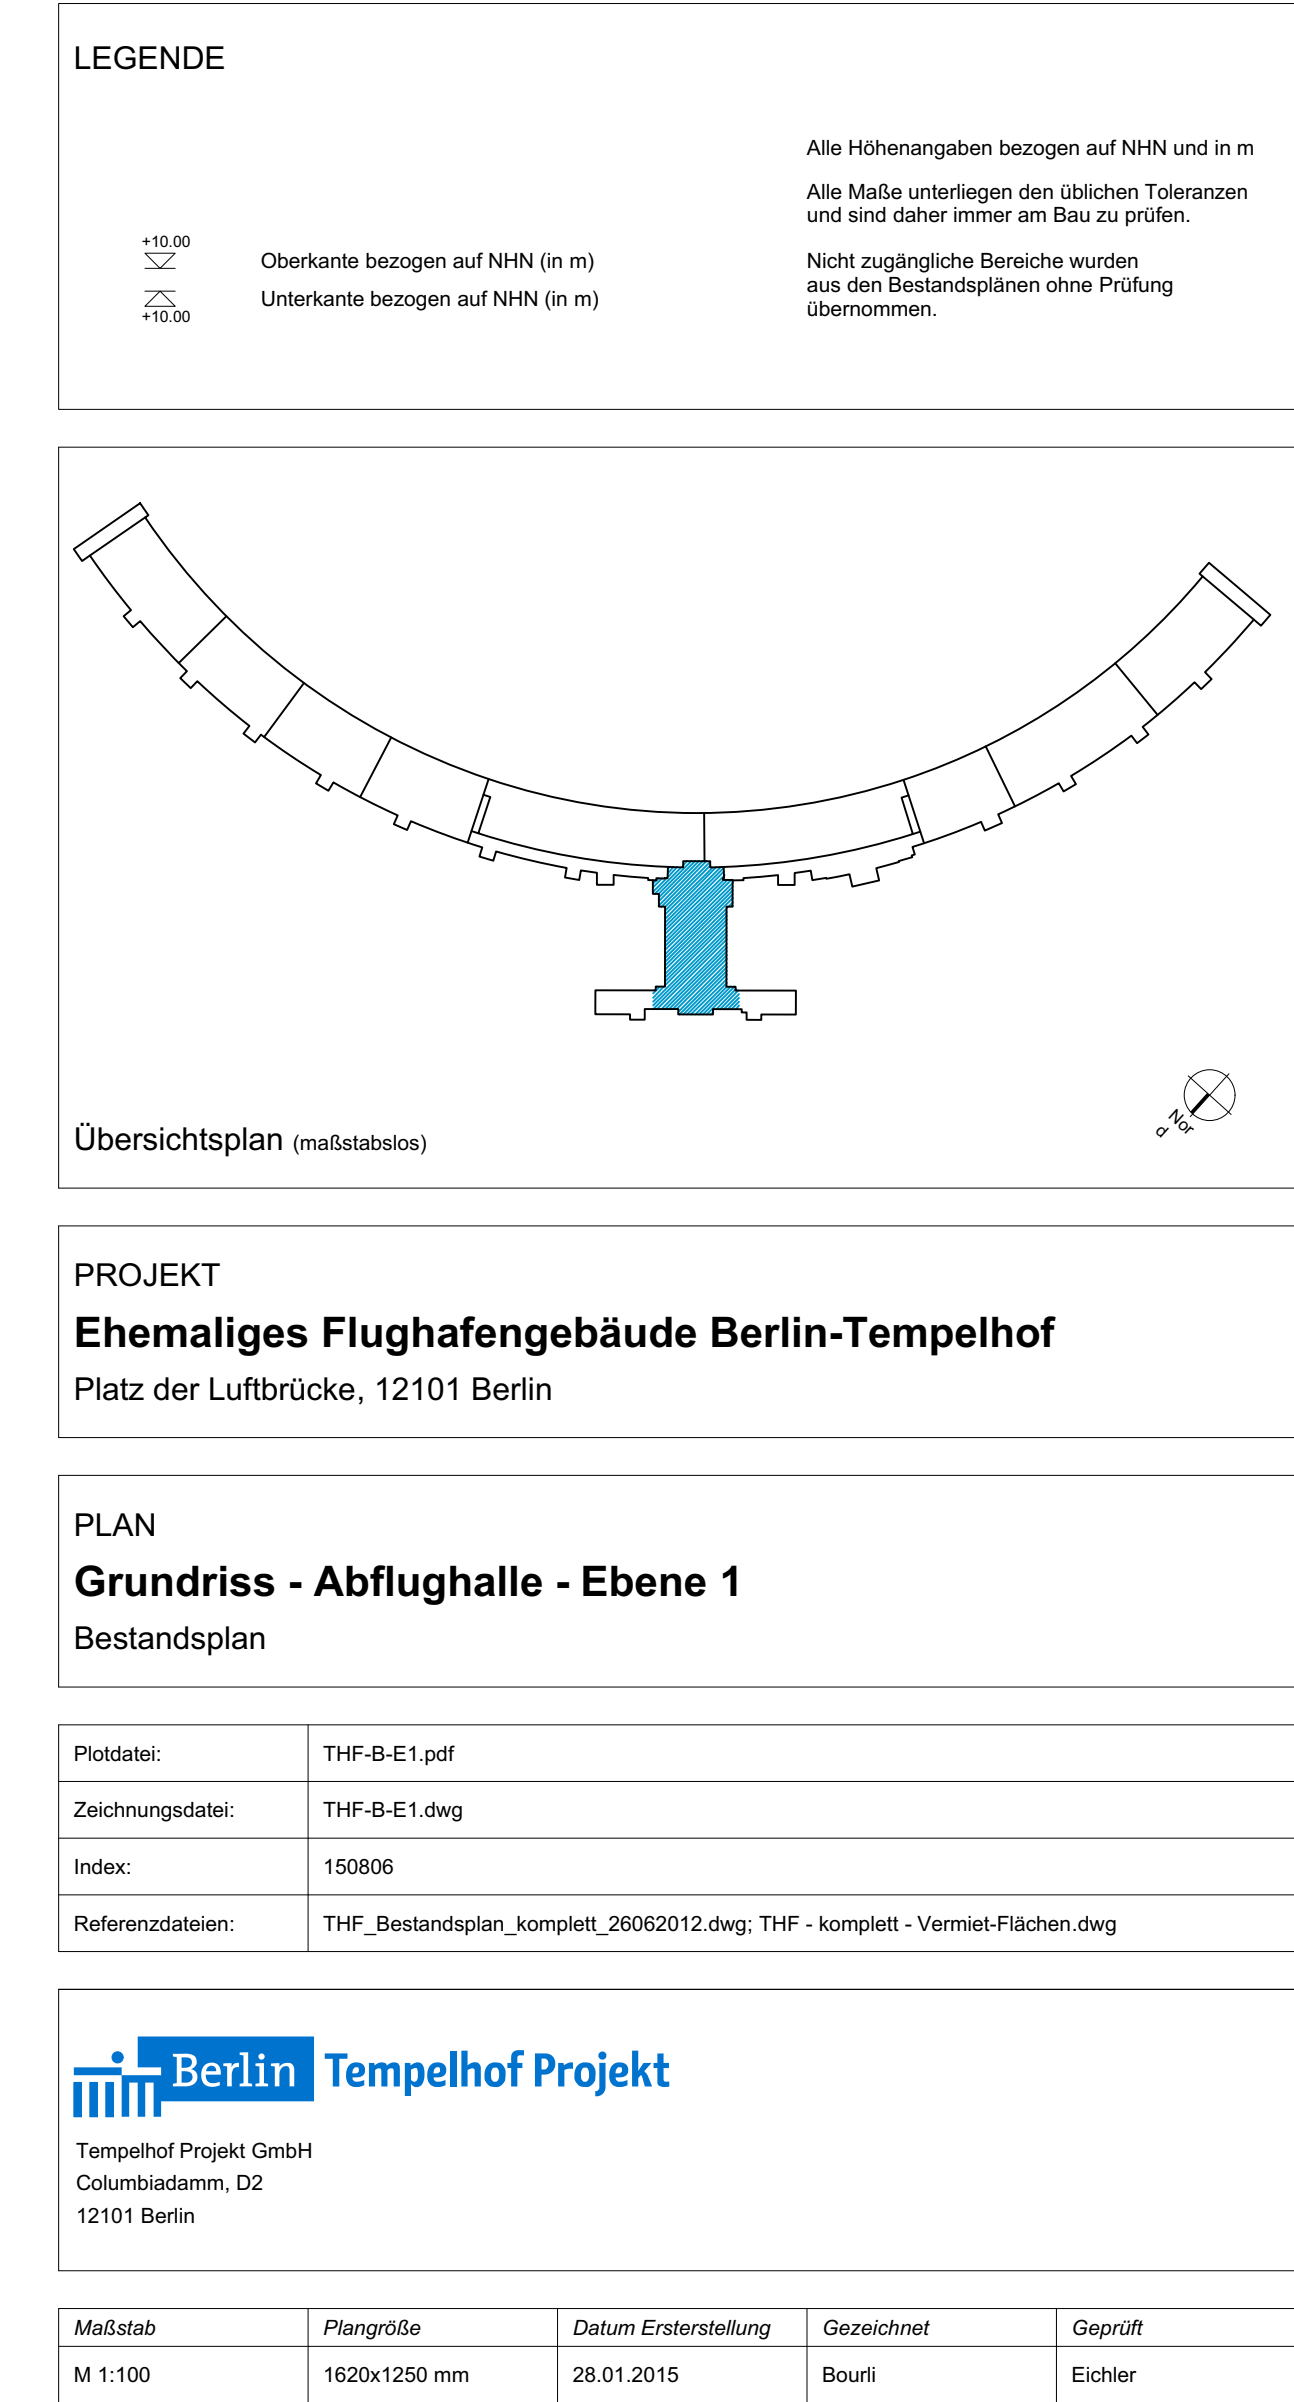 LEGENDE
Alle Höhenangaben bezogen auf NHN und in m
Alle Maße unterliegen den üblichen Toleranzen
und sind daher immer am Bau zu prüfen.
+10.00
Oberkante bezogen auf NHN (in m)
Unterkante bezogen auf NHN (in m)
+10.00
Nicht zugängliche Bereiche wurden
aus den Bestandsplänen ohne Prüfung
übernommen.
Nor
d
Übersichtsplan (maßstabslos)
PROJEKT
Ehemaliges Flughafengebäude Berlin-Tempelhof
Platz der Luftbrücke, 12101 Berlin
PLAN
Grundriss - Abflughalle - Ebene 1
Bestandsplan
Plotdatei: THF-B-E1.pdf
Zeichnungsdatei: THF-B-E1.dwg
Index: 150806
Referenzdateien: THF_Bestandsplan_komplett_26062012.dwg; THF - komplett - Vermiet-Flächen.dwg
Berlin Tempelhof Projekt
Tempelhof Projekt GmbH
Columbiadamm, D2
12101 Berlin
Maßstab Plangröße Datum Ersterstellung Gezeichnet Geprüft
M 1:100 1620x1250 mm 28.01.2015 Bourli Eichler